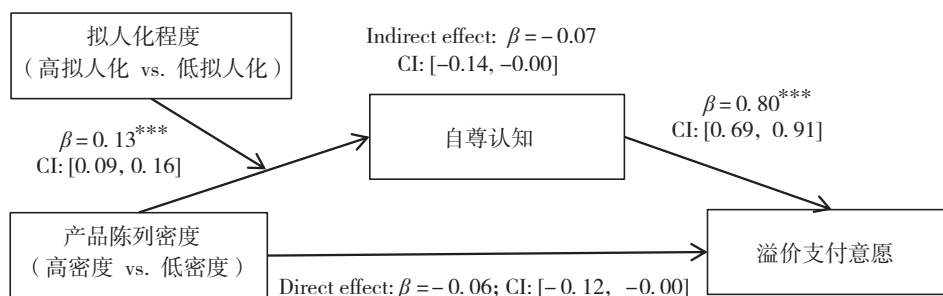 拟人化程度
（高拟人化 vs. 低拟人化）
Indirect effect: β=－0.07
CI: [-0.14, -0.00]
β=0.13***
CI: [0.09, 0.16]
自尊认知
β=0.80***
CI: [0.69, 0.91]
产品陈列密度
（高密度 vs. 低密度）
溢价支付意愿
Direct effect: β=－0.06; CI: [－0.12, －0.00]